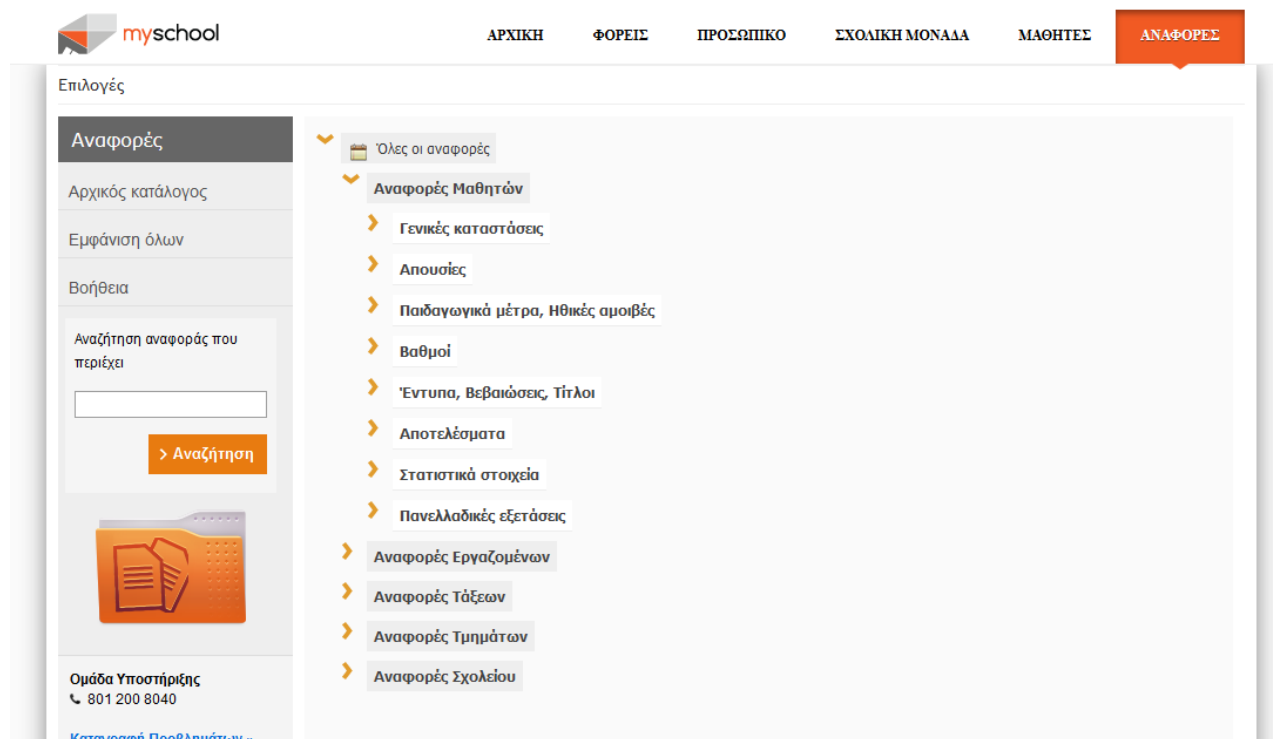 myschool
ΑΡΧΙΚΗ ΦΟΡΕΙΣ ΠΡΟΣΩΠΙΚΟ ΣΧΟΛΙΚΗ ΜΟΝΑΔΑ ΜΑΘΗΤΕΣ ΑΝΑΦΟΡΕΣ
Επιλογές
Αναφορές
Αρχικός κατάλογος
Εμφάνιση όλων
Βοήθεια
Αναζήτηση αναφοράς που
περιέχει
> Αναζήτηση
Ομάδα Υποστήριξης
801 200 8040
Καταγραφή Προβλημάτων »
Όλες οι αναφορές
Αναφορές Μαθητών
Γενικές καταστάσεις
Απουσίες
Παιδαγωγικά μέτρα, Ηθικές αμοιβές
Βαθμοί
Έντυπα, Βεβαιώσεις, Τίτλοι
Αποτελέσματα
Στατιστικά στοιχεία
Πανελλαδικές εξετάσεις
Αναφορές Εργαζομένων
Αναφορές Τάξεων
Αναφορές Τμημάτων
Αναφορές Σχολείου